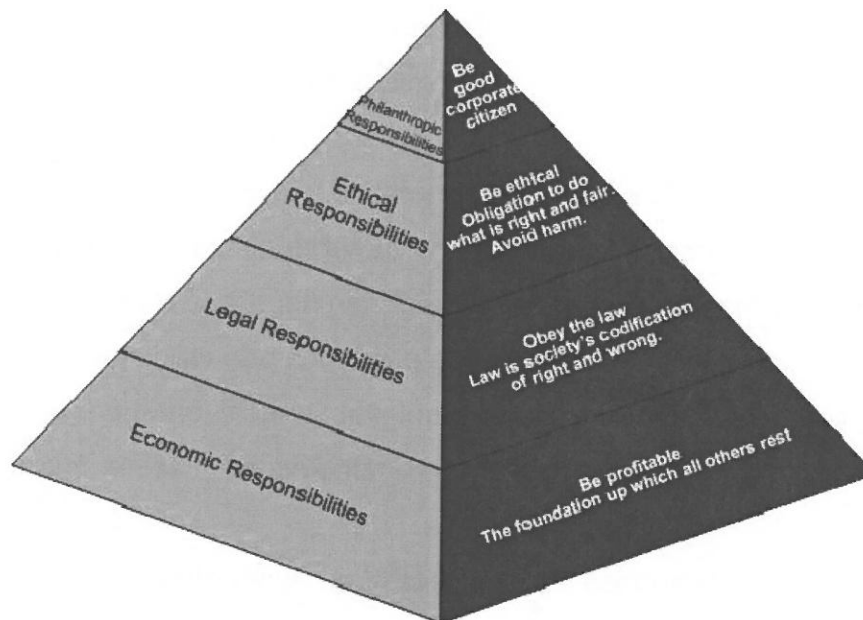 Philanthropic
Responsibilities
Be
good
corporate
citizen
Ethical
Responsibilities
Be ethical
Obligation to do
what is right and fair.
Avoid harm.
Legal Responsibilities
Obey the law
Law is society's codification
of right and wrong.
Economic Responsibilities
Be profitable
The foundation up which all others rest